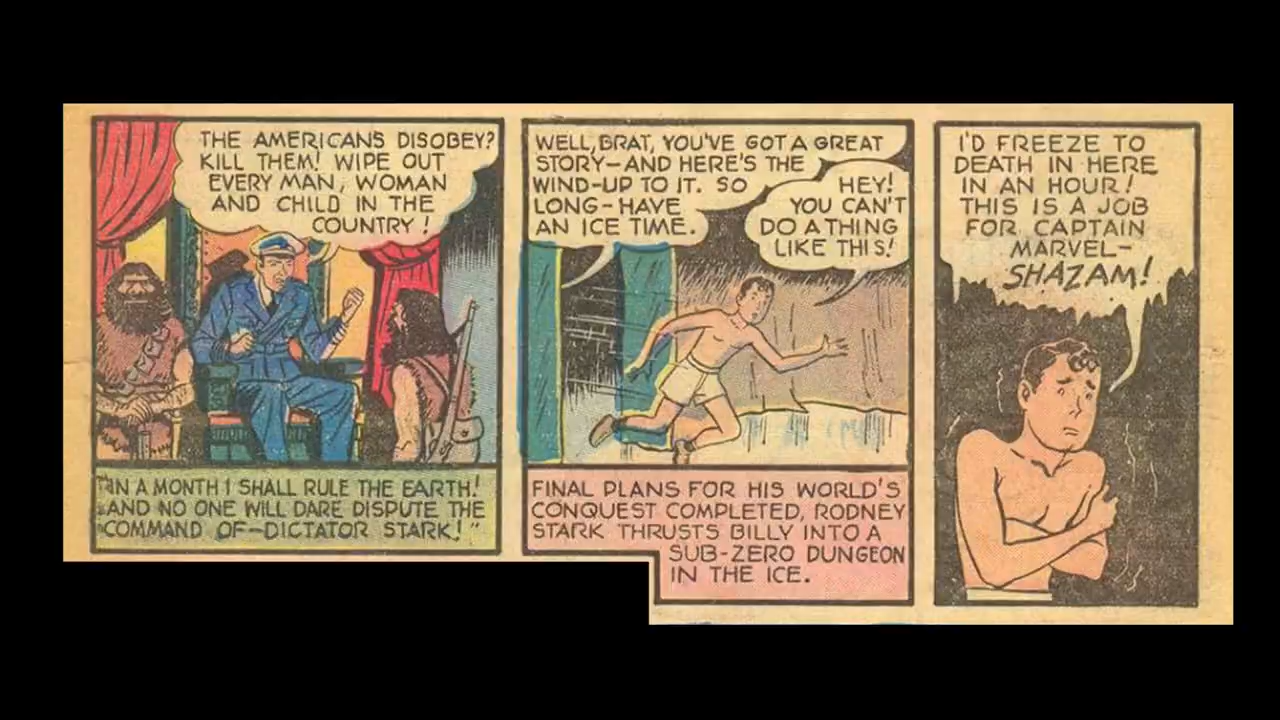 THE AMERICANS DISOBEY?
KILL THEM! WIPE OUT
EVERY MAN, WOMAN
AND CHILD IN THE
COUNTRY!
"IN A MONTH I SHALL RULE THE EARTH!
AND NO ONE WILL DARE DISPUTE THE
COMMAND OF—DICTATOR STARK!"
WELL, BRAT, YOU'VE GOT A GREAT
STORY—AND HERE'S THE
WIND-UP TO IT. SO
LONG—HAVE
AN ICE TIME.
HEY!
YOU CAN'T
DO A THING
LIKE THIS!
FINAL PLANS FOR HIS WORLD'S
CONQUEST COMPLETED, RODNEY
STARK THRUSTS BILLY INTO A
SUB-ZERO DUNGEON
IN THE ICE.
I'D FREEZE TO
DEATH IN HERE
IN AN HOUR!
THIS IS A JOB
FOR CAPTAIN
MARVEL—
SHAZAM!